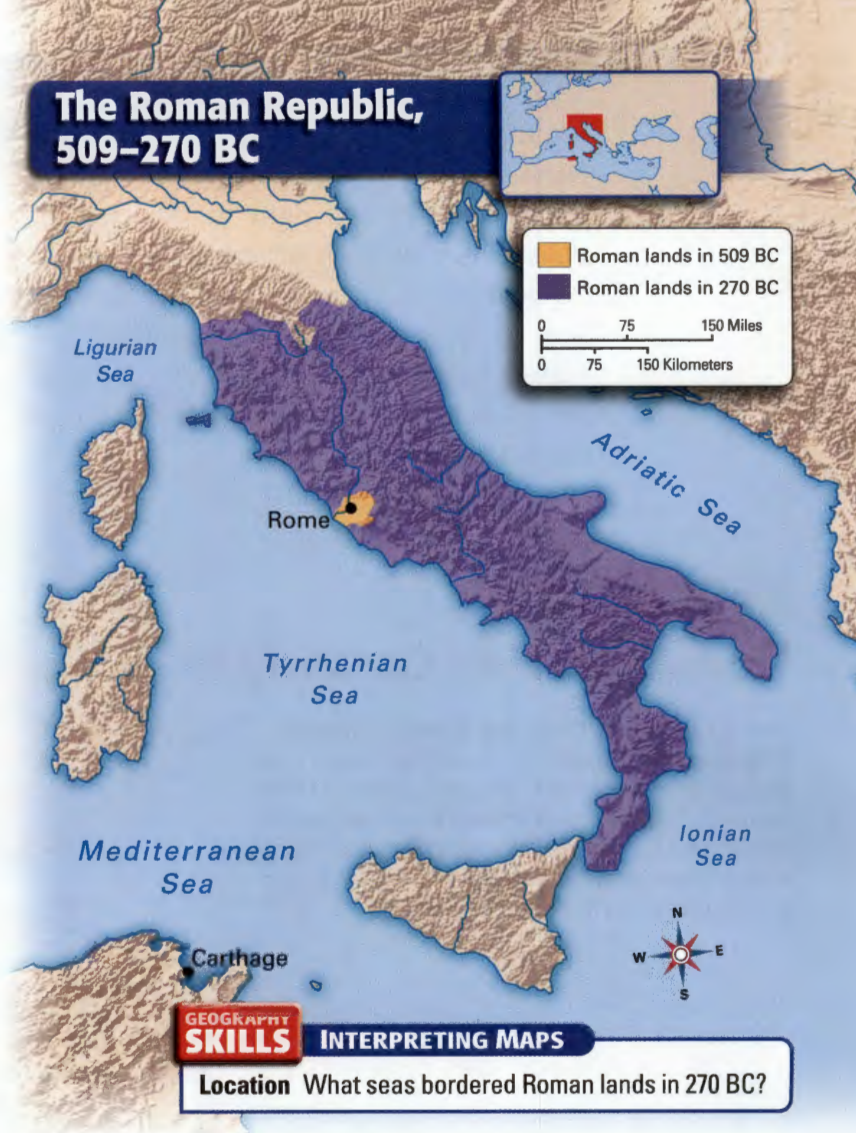 The Roman Republic,
509–270 BC
Roman lands in 509 BC
Roman lands in 270 BC
0 75 150 Miles
0 75 150 Kilometers
Ligurian
Sea
Adriatic Sea
Rome
Tyrrhenian
Sea
Mediterranean
Sea
Ionian
Sea
N
W E
S
Carthage
GEOGRAPHY
SKILLS
INTERPRETING MAPS
Location What seas bordered Roman lands in 270 BC?